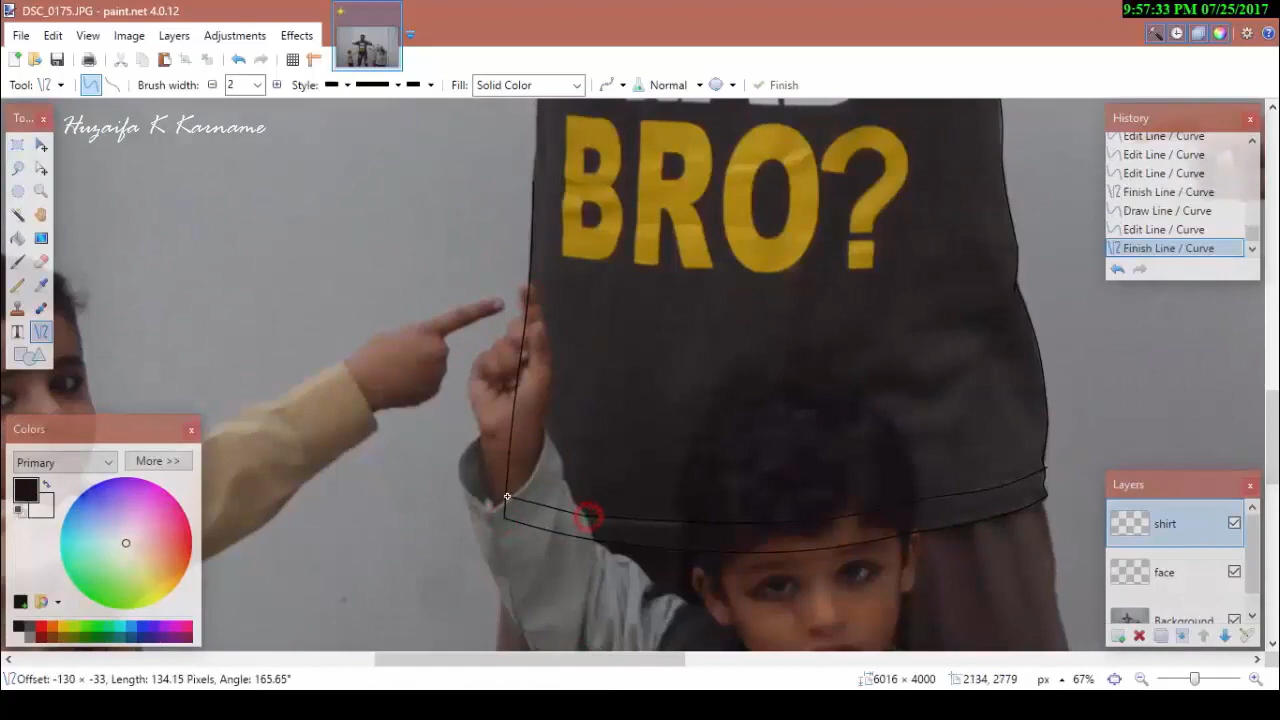 DSC_0175.JPG - paint.net 4.0.12
9:57:33 PM 07/25/2017
File Edit View Image Layers Adjustments Effects
Tool: Brush width: 2 Style: Fill: Solid Color Normal Finish
To... x
Huzaifa K Karname
BRO?
History x
Edit Line / Curve
Edit Line / Curve
Edit Line / Curve
Finish Line / Curve
Draw Line / Curve
Edit Line / Curve
Finish Line / Curve
Colors x
Primary More >>
Layers x
shirt
face
Background
Offset: -130 × -33, Length: 134.15 Pixels, Angle: 165.65° 6016 × 4000 2134, 2779 px 67%